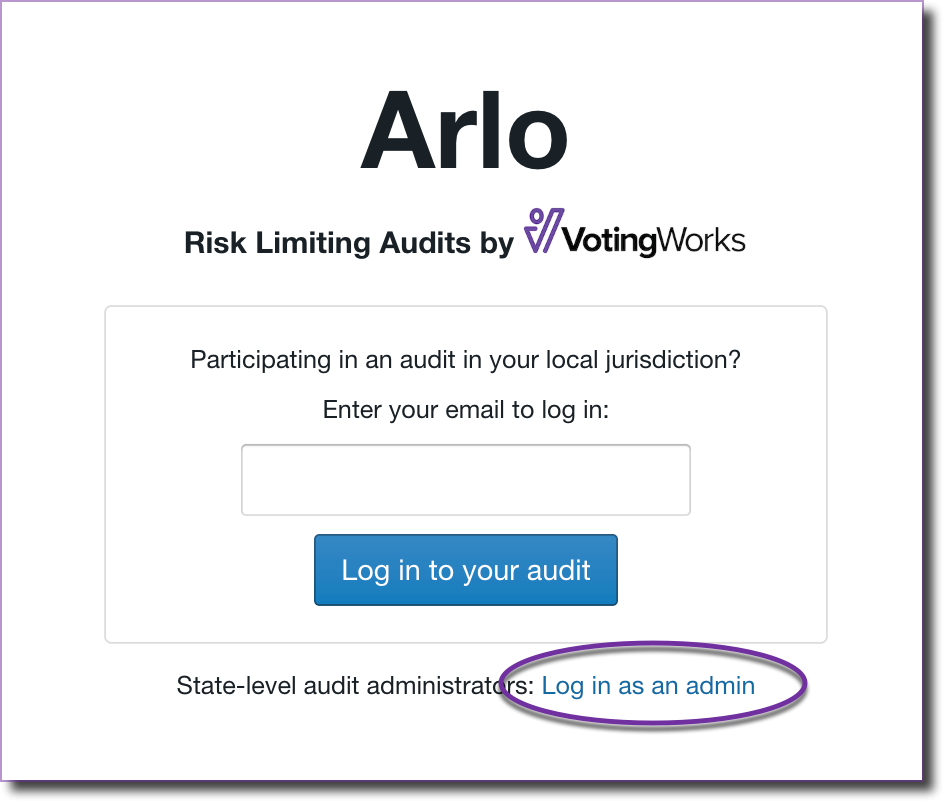 Arlo
Risk Limiting Audits by VotingWorks
Participating in an audit in your local jurisdiction?
Enter your email to log in:
Log in to your audit
State-level audit administrators: Log in as an admin